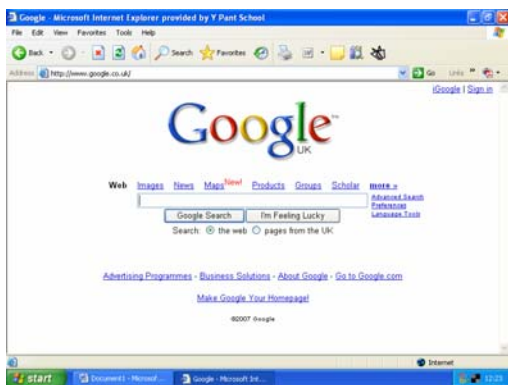 Google - Microsoft Internet Explorer provided by Y Pant School
File Edit View Favorites Tools Help
Back Search Favorites
Address http://www.google.co.uk/ Go Links
iGoogle | Sign in
Google™
UK
Web Images News Maps New! Products Groups Scholar more »
Advanced Search
Preferences
Language Tools
Google Search I'm Feeling Lucky
Search: the web pages from the UK
Advertising Programmes - Business Solutions - About Google - Go to Google.com
Make Google Your Homepage!
©2007 Google
Internet
start Document1 - Microsof... Google - Microsoft Int... 12:23